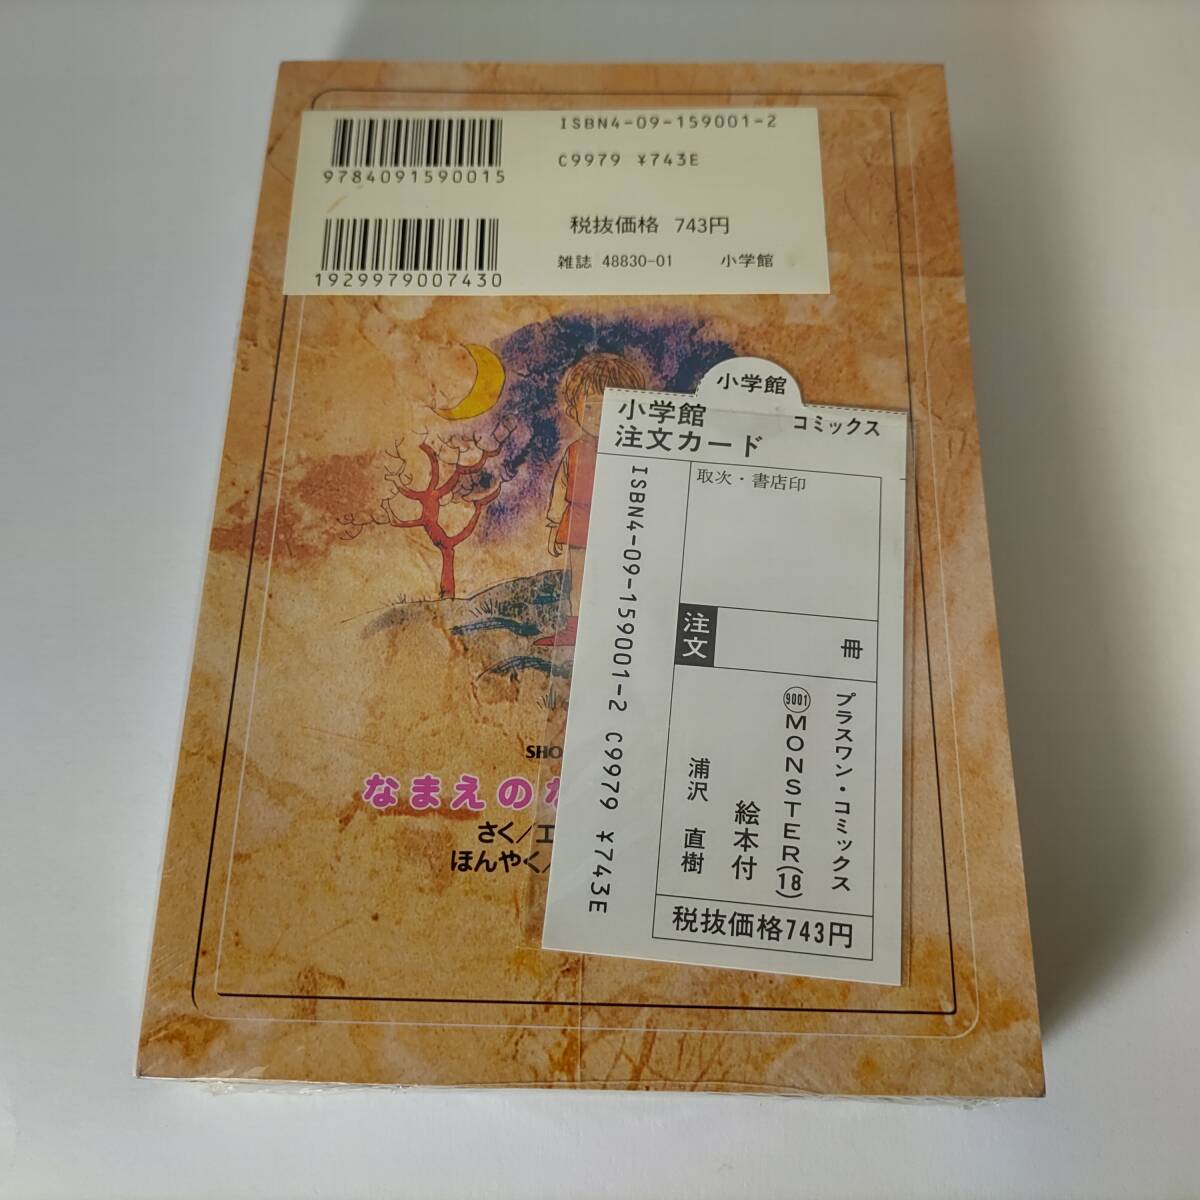 ISBN4-09-159001-2
C9979 ¥743E
9784091590015
税抜価格 743円
雑誌 48830-01 小学館
1929979007430
小学館
小学館 コミックス
注文カード
取次・書店印
ISBN4-09-159001-2 C9979 ¥743E
注文
冊
プラスワン・コミックス
9001 MONSTER(18)
絵本付
浦沢 直樹
税抜価格743円
SHO
なまえの
さく／エ
ほんやく／